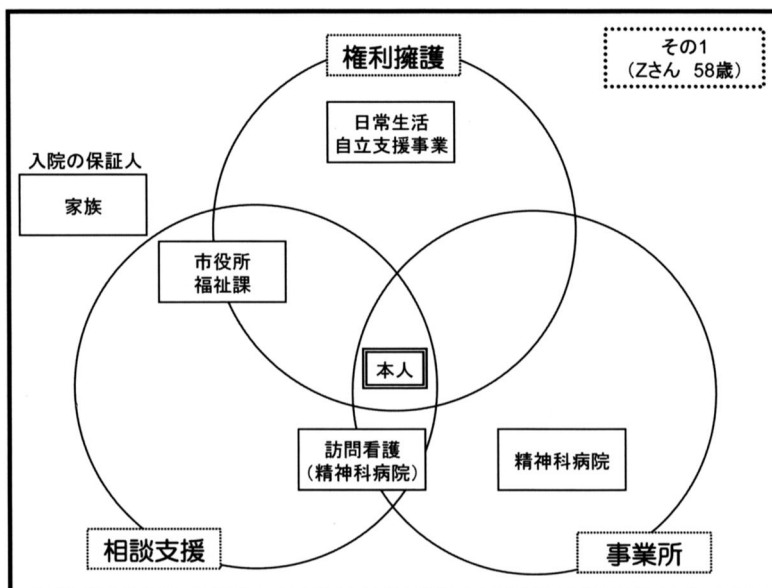 権利擁護
その1
（Zさん 58歳）
日常生活
自立支援事業
入院の保証人
家族
市役所
福祉課
本人
訪問看護
（精神科病院）
精神科病院
相談支援
事業所